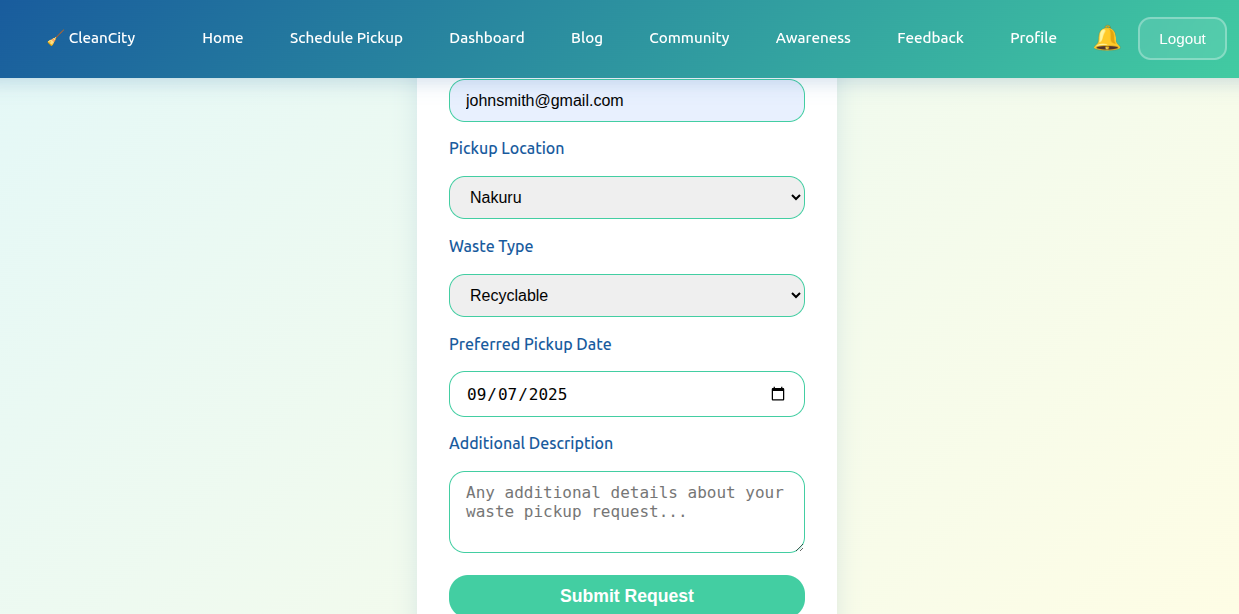 CleanCity
Home
Schedule Pickup
Dashboard
Blog
Community
Awareness
Feedback
Profile
Logout
johnsmith@gmail.com
Pickup Location
Nakuru
Waste Type
Recyclable
Preferred Pickup Date
09/07/2025
Additional Description
Any additional details about your
waste pickup request...
Submit Request